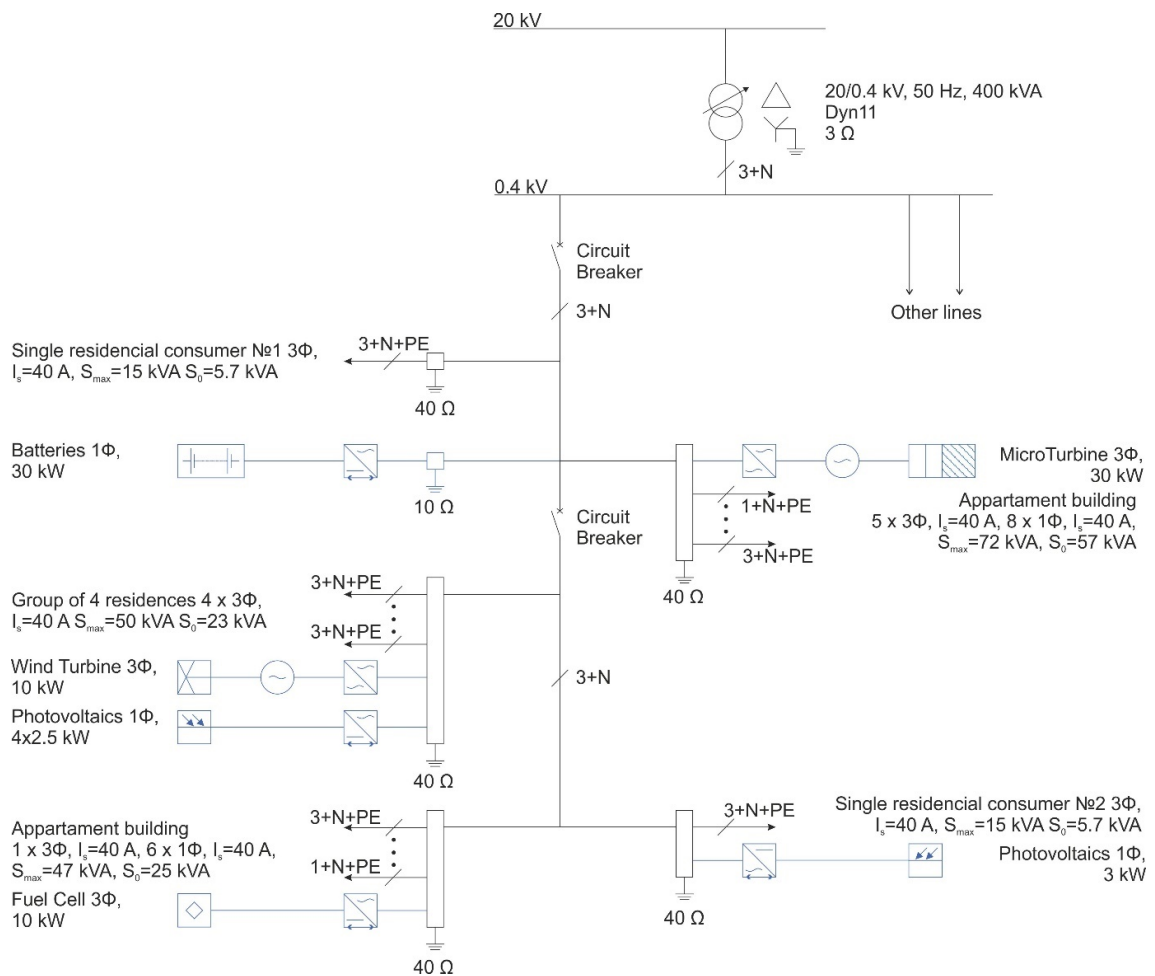 20 kV
20/0.4 kV, 50 Hz, 400 kVA
Dyn11
3 Ω
3+N
0.4 kV
Circuit
Breaker
Other lines
3+N
Single residencial consumer №1 3Φ,
Iₛ=40 A, Sₘₐₓ=15 kVA S₀=5.7 kVA
3+N+PE
40 Ω
Batteries 1Φ,
30 kW
10 Ω
MicroTurbine 3Φ,
30 kW
1+N+PE
3+N+PE
Appartament building
5 x 3Φ, Iₛ=40 A, 8 x 1Φ, Iₛ=40 A,
Sₘₐₓ=72 kVA, S₀=57 kVA
40 Ω
Circuit
Breaker
3+N+PE
Group of 4 residences 4 x 3Φ,
Iₛ=40 A Sₘₐₓ=50 kVA S₀=23 kVA
3+N+PE
Wind Turbine 3Φ,
10 kW
3+N
Photovoltaics 1Φ,
4x2.5 kW
40 Ω
3+N+PE
Appartament building
1 x 3Φ, Iₛ=40 A, 6 x 1Φ, Iₛ=40 A,
Sₘₐₓ=47 kVA, S₀=25 kVA
1+N+PE
Fuel Cell 3Φ,
10 kW
40 Ω
3+N+PE
Single residencial consumer №2 3Φ,
Iₛ=40 A, Sₘₐₓ=15 kVA S₀=5.7 kVA
Photovoltaics 1Φ,
3 kW
40 Ω